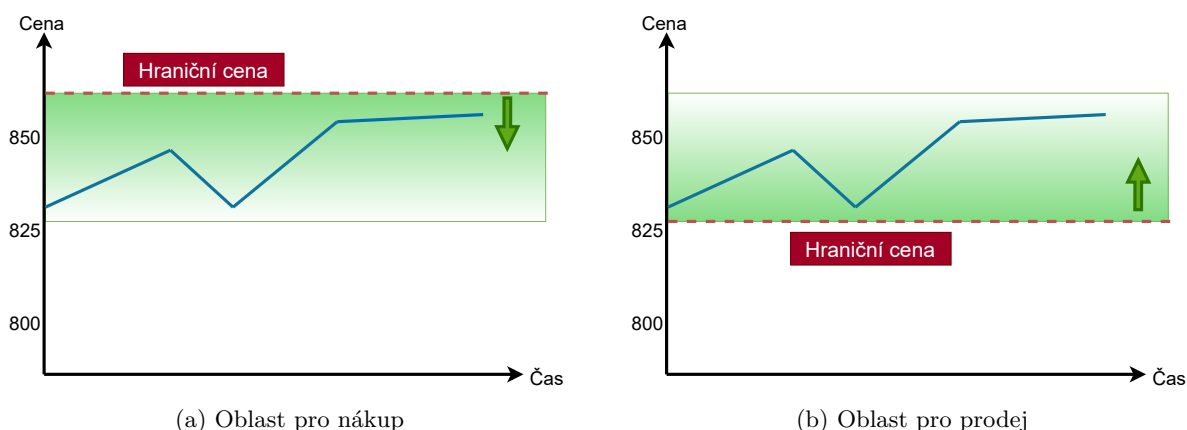 Cena
Hraniční cena
850
825
800
Čas
(a) Oblast pro nákup
Cena
850
825
Hraniční cena
800
Čas
(b) Oblast pro prodej